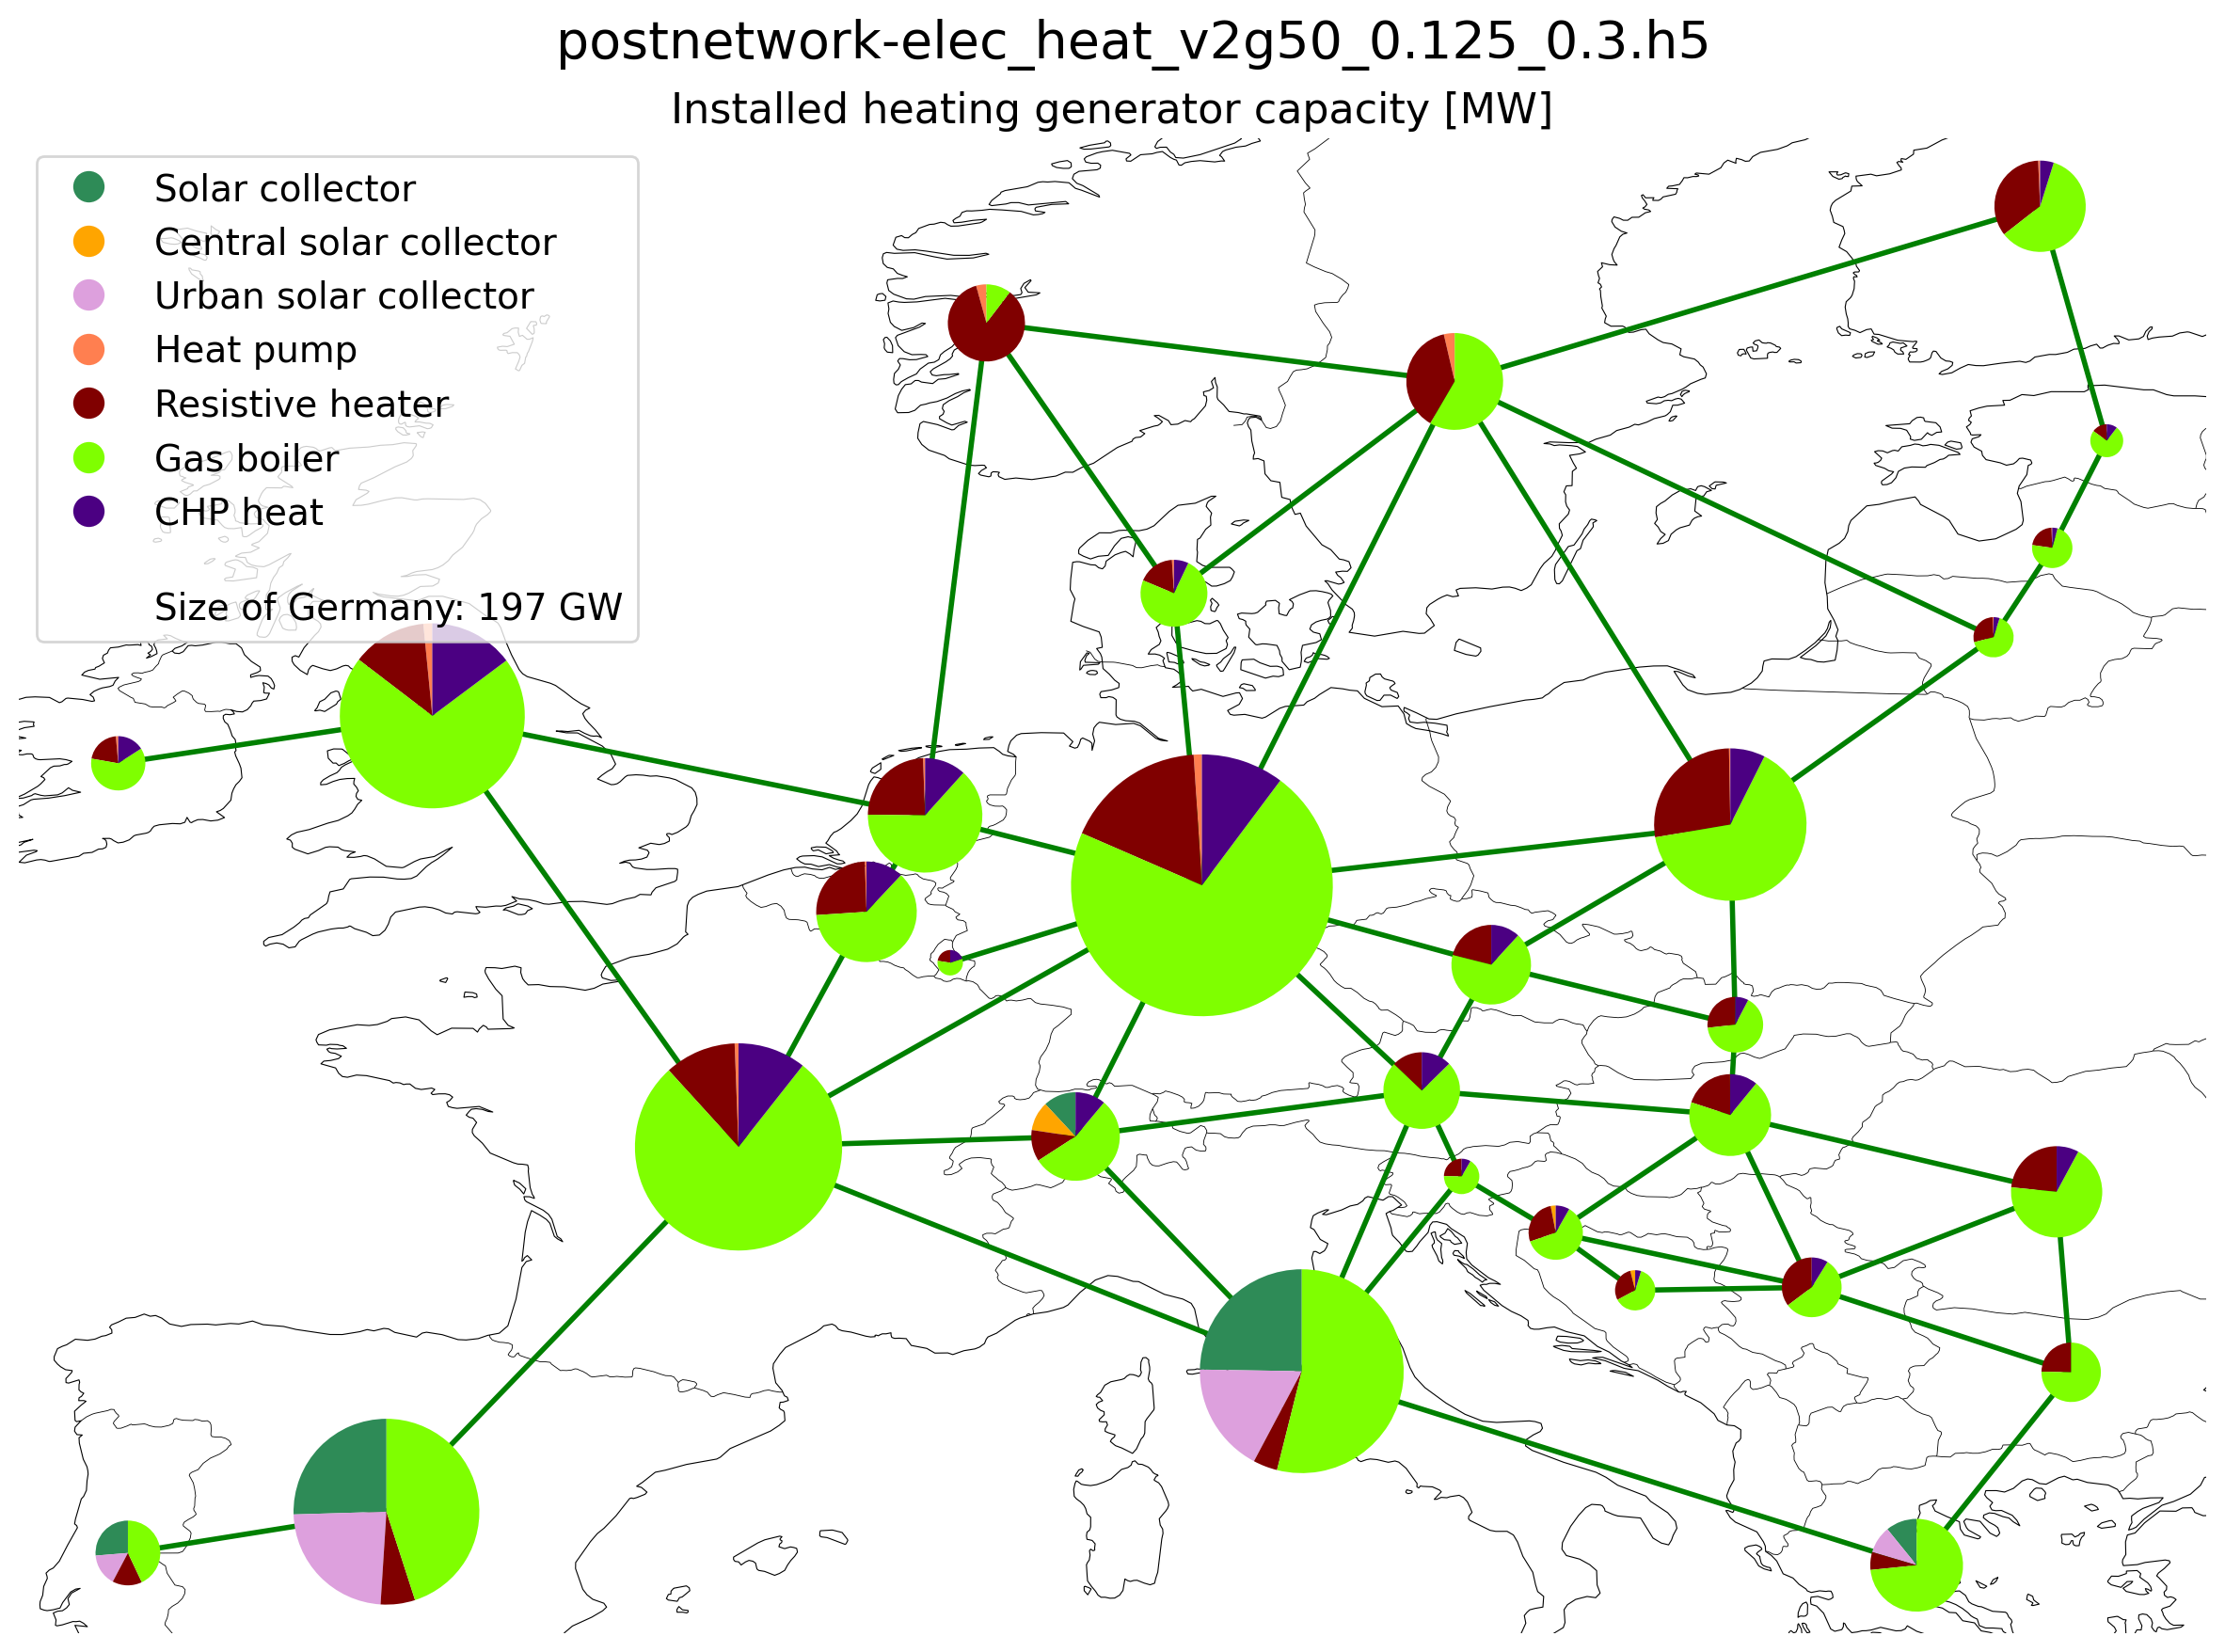 postnetwork-elec_heat_v2g50_0.125_0.3.h5
Installed heating generator capacity [MW]
Solar collector
Central solar collector
Urban solar collector
Heat pump
Resistive heater
Gas boiler
CHP heat
Size of Germany: 197 GW